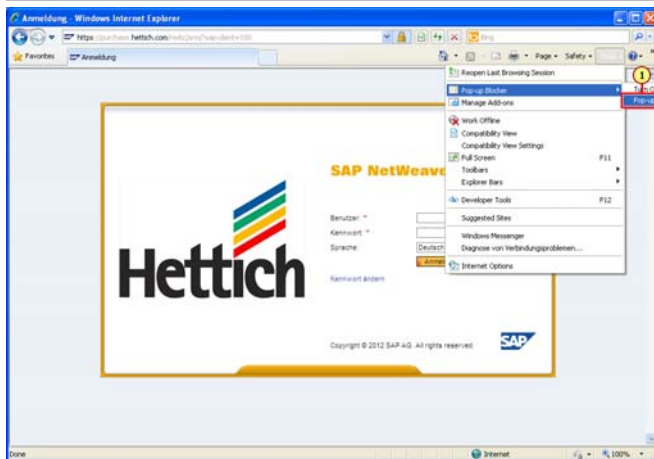 Anmeldung - Windows Internet Explorer
https hettich.com
Bing
Favorites Anmeldung
Page Safety
Reopen Last Browsing Session
1
Pop-up Blocker
Pop-up
Manage Add-ons
Work Offline
Compatibility View
Compatibility View Settings
Full Screen F11
Toolbars
Explorer Bars
Developer Tools F12
Suggested Sites
Windows Messenger
Diagnose von Verbindungsproblemen...
Internet Options
SAP NetWeave
Benutzer *
Kennwort *
Sprache Deutsch
Kennwort ändern
Hettich
Copyright © 2012 SAP AG. All rights reserved.
SAP
Done Internet 100%